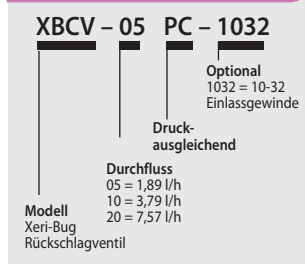 XBCV – 05 PC – 1032
Optional
1032 = 10-32
Einlassgewinde
Druck-
ausgleichend
Durchfluss
05 = 1,89 l/h
10 = 3,79 l/h
20 = 7,57 l/h
Modell
Xeri-Bug
Rückschlagventil